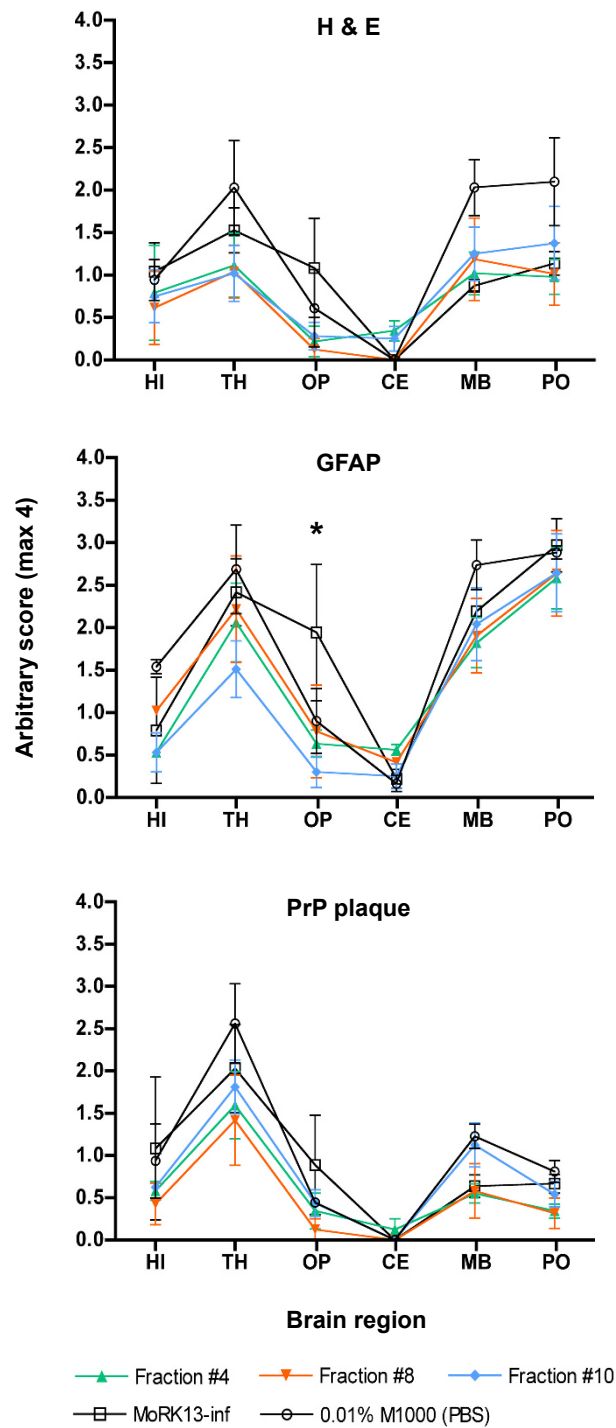 H & E
4.0
3.5
3.0
2.5
2.0
1.5
1.0
0.5
0.0
HI TH OP CE MB PO
GFAP
4.0
3.5
3.0
2.5
2.0
1.5
1.0
0.5
0.0
*
HI TH OP CE MB PO
Arbitrary score (max 4)
PrP plaque
4.0
3.5
3.0
2.5
2.0
1.5
1.0
0.5
0.0
HI TH OP CE MB PO
Brain region
Fraction #4 Fraction #8 Fraction #10
MoRK13-inf 0.01% M1000 (PBS)